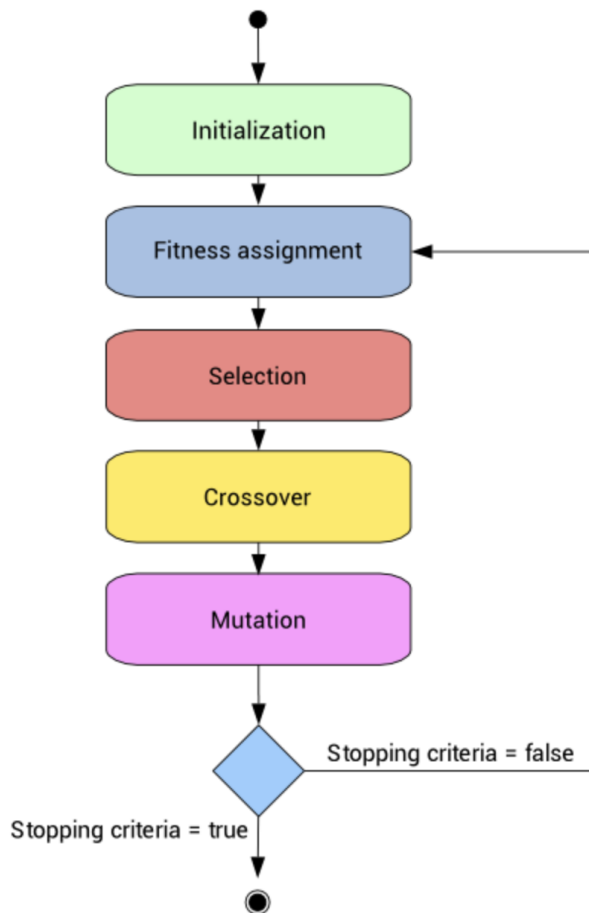 Initialization
Fitness assignment
Selection
Crossover
Mutation
Stopping criteria = false
Stopping criteria = true